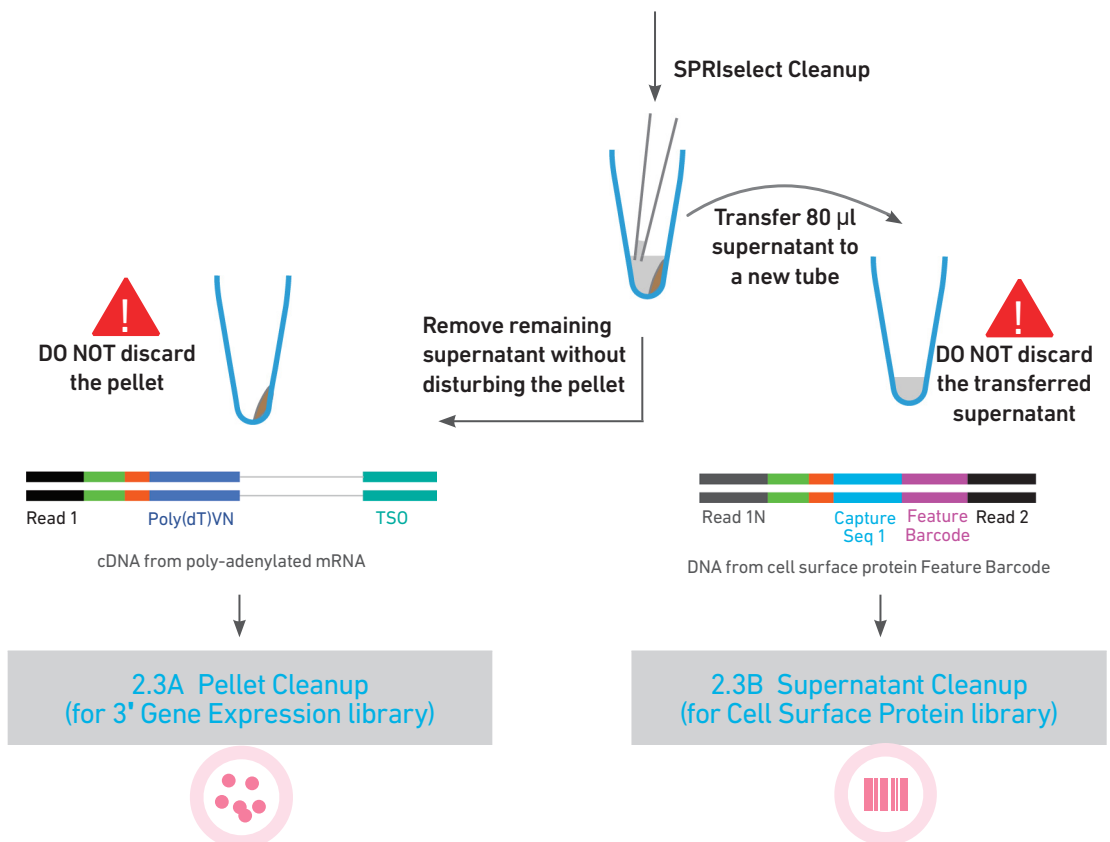 SPRIselect Cleanup
Transfer 80 µl
supernatant to
a new tube
!
DO NOT discard
the pellet
Remove remaining
supernatant without
disturbing the pellet
!
DO NOT discard
the transferred
supernatant
Read 1
Poly(dT)VN
TSO
cDNA from poly-adenylated mRNA
Read 1N
Capture
Seq 1
Feature
Barcode
Read 2
DNA from cell surface protein Feature Barcode
2.3A Pellet Cleanup
(for 3' Gene Expression library)
2.3B Supernatant Cleanup
(for Cell Surface Protein library)